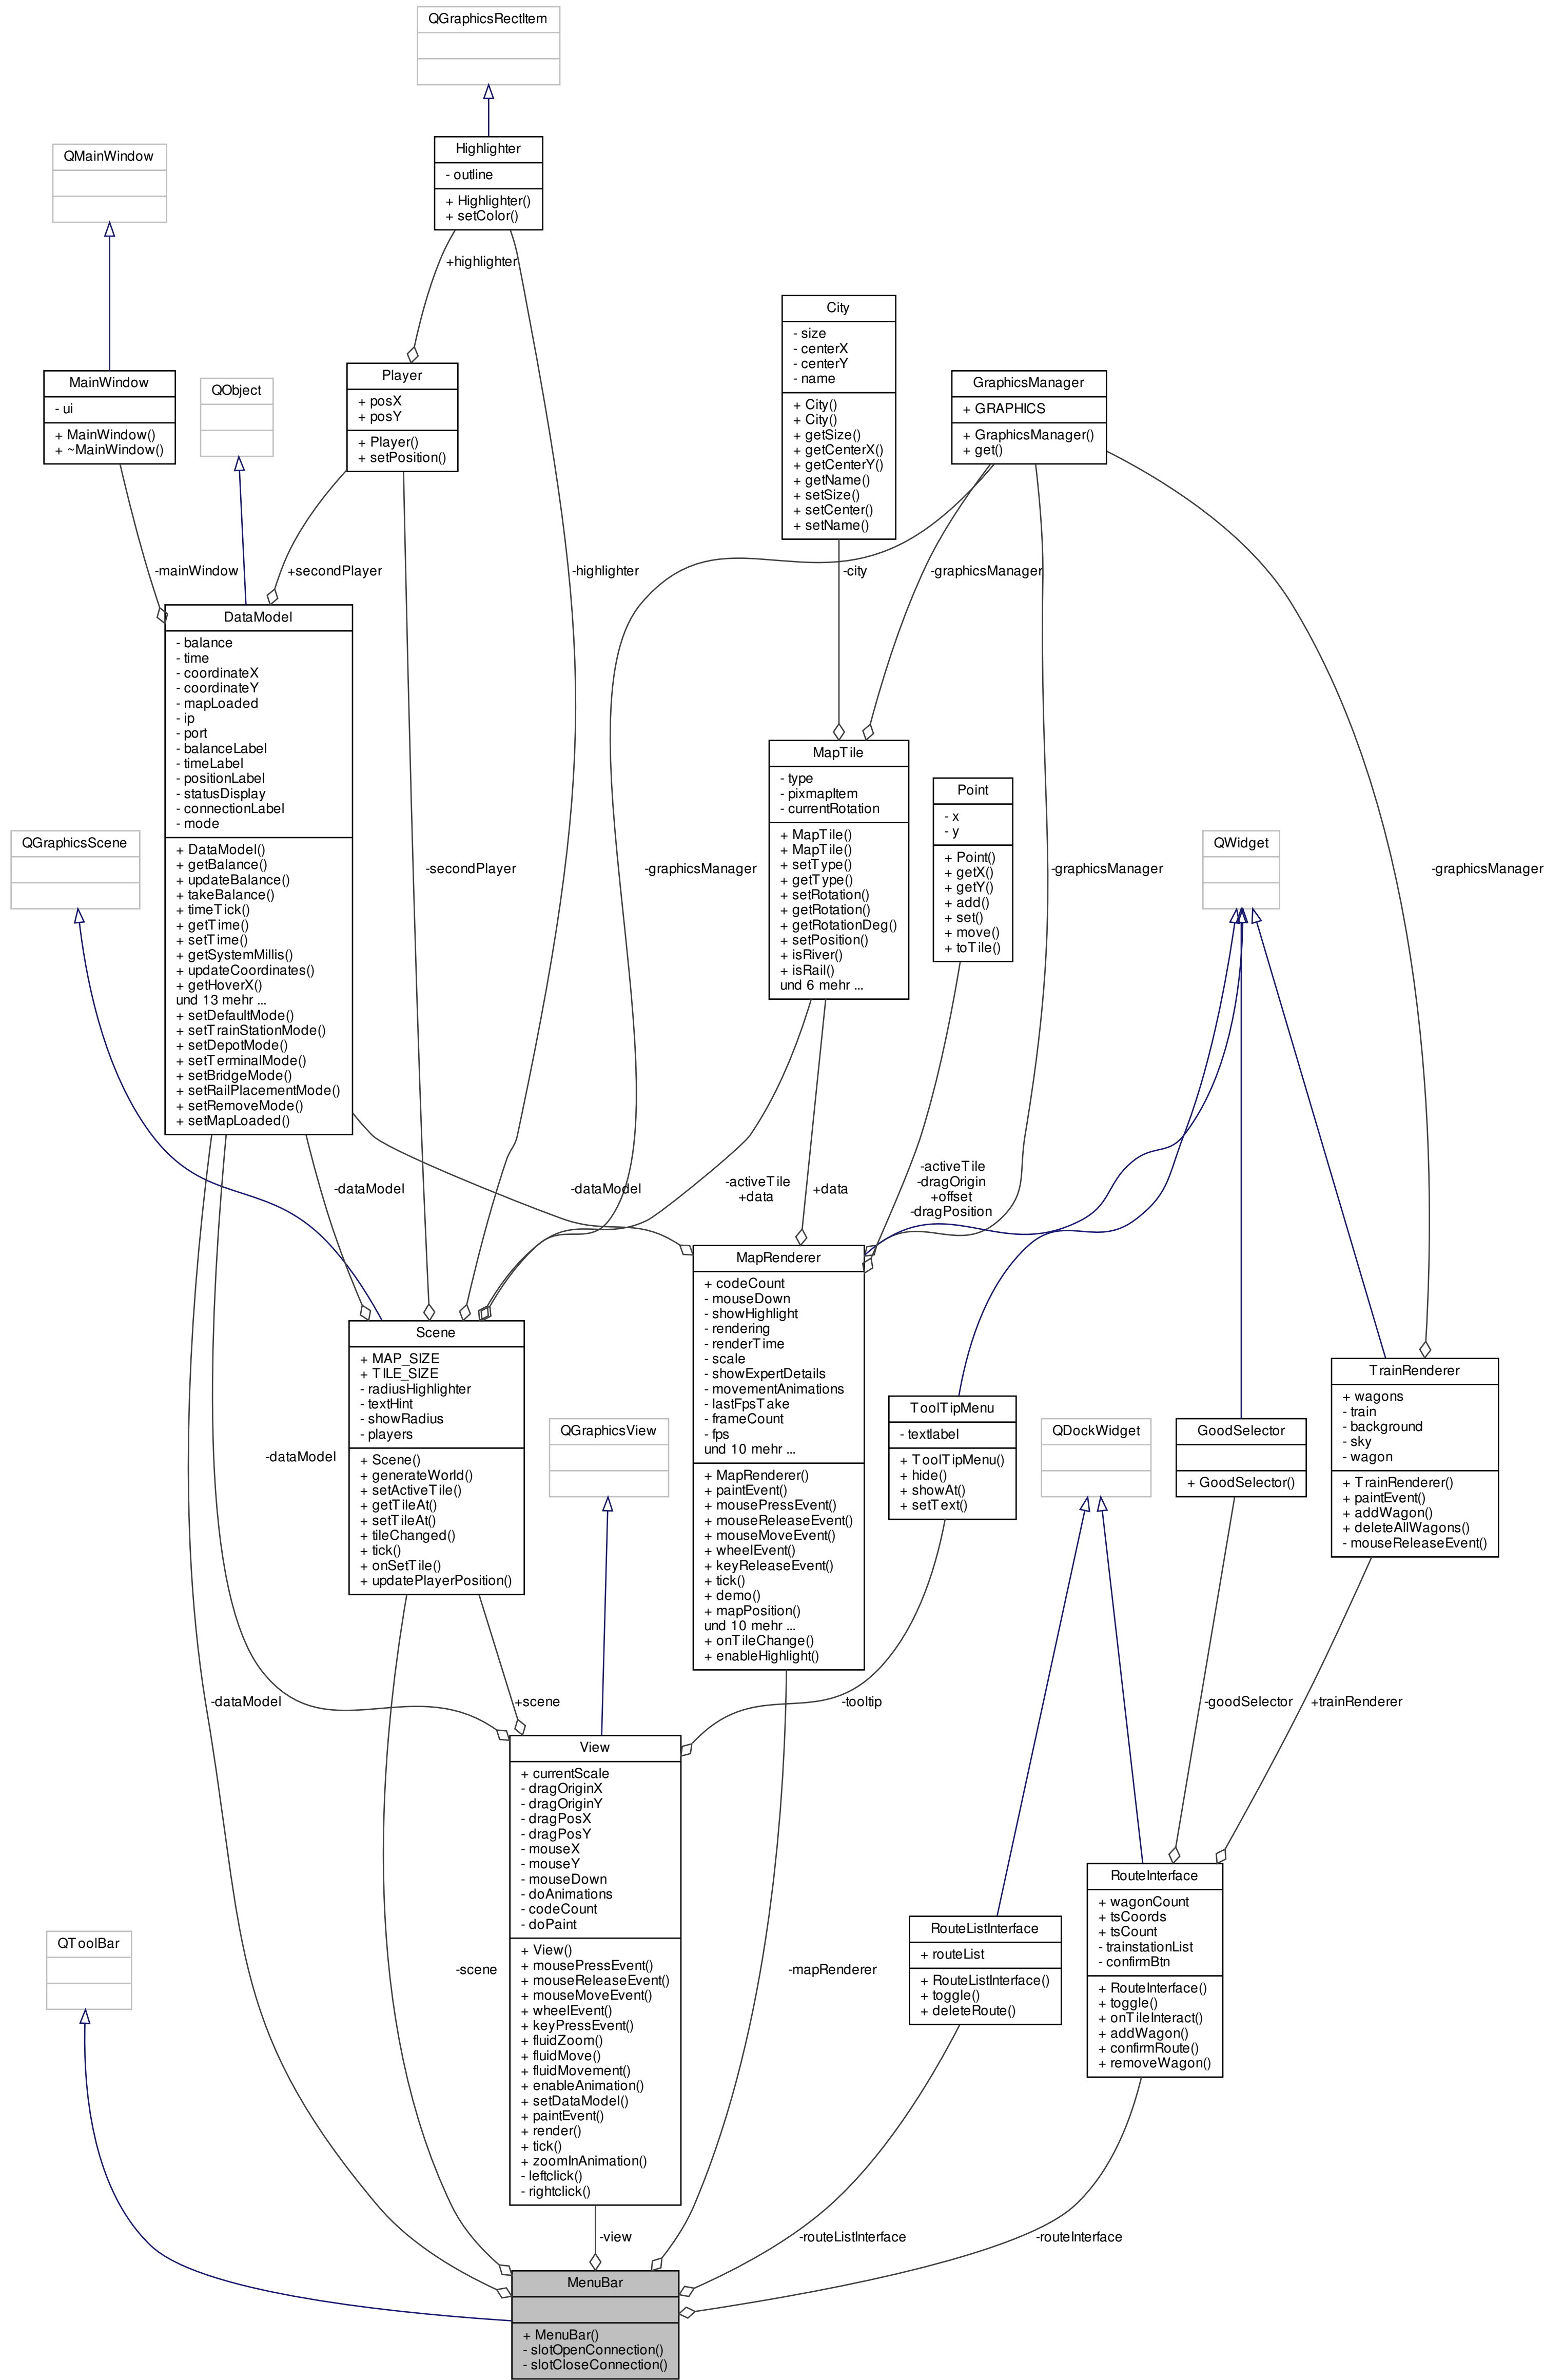 QGraphicsRectItem
Highlighter
- outline
+ Highlighter()
+ setColor()
QMainWindow
+highlighter
City
- size
- centerX
- centerY
- name
+ City()
+ City()
+ getSize()
+ getCenterX()
+ getCenterY()
+ getName()
+ setSize()
+ setCenter()
+ setName()
MainWindow
- ui
+ MainWindow()
+ ~MainWindow()
QObject
Player
+ posX
+ posY
+ Player()
+ setPosition()
GraphicsManager
+ GRAPHICS
+ GraphicsManager()
+ get()
-mainWindow
+secondPlayer
-highlighter
-city
-graphicsManager
DataModel
- balance
- time
- coordinateX
- coordinateY
- mapLoaded
- ip
- port
- balanceLabel
- timeLabel
- positionLabel
- statusDisplay
- connectionLabel
- mode
+ DataModel()
+ getBalance()
+ updateBalance()
+ takeBalance()
+ timeTick()
+ getTime()
+ setTime()
+ getSystemMillis()
+ updateCoordinates()
+ getHoverX()
und 13 mehr ...
+ setDefaultMode()
+ setTrainStationMode()
+ setDepotMode()
+ setTerminalMode()
+ setBridgeMode()
+ setRailPlacementMode()
+ setRemoveMode()
+ setMapLoaded()
MapTile
- type
- pixmapItem
- currentRotation
+ MapTile()
+ MapTile()
+ setType()
+ getType()
+ setRotation()
+ getRotation()
+ getRotationDeg()
+ setPosition()
+ isRiver()
+ isRail()
und 6 mehr ...
Point
- x
- y
+ Point()
+ getX()
+ getY()
+ add()
+ set()
+ move()
+ toTile()
QGraphicsScene
QWidget
-secondPlayer
-graphicsManager
-graphicsManager
-graphicsManager
-dataModel
-dataModel
-activeTile
+data
+data
-activeTile
-dragOrigin
+offset
-dragPosition
Scene
+ MAP_SIZE
+ TILE_SIZE
- radiusHighlighter
- textHint
- showRadius
- players
+ Scene()
+ generateWorld()
+ setActiveTile()
+ getTileAt()
+ setTileAt()
+ tileChanged()
+ tick()
+ onSetTile()
+ updatePlayerPosition()
MapRenderer
+ codeCount
- mouseDown
- showHighlight
- rendering
- renderTime
- scale
- showExpertDetails
- movementAnimations
- lastFpsTake
- frameCount
- fps
und 10 mehr ...
+ MapRenderer()
+ paintEvent()
+ mousePressEvent()
+ mouseReleaseEvent()
+ mouseMoveEvent()
+ wheelEvent()
+ keyReleaseEvent()
+ tick()
+ demo()
+ mapPosition()
und 10 mehr ...
+ onTileChange()
+ enableHighlight()
-dataModel
QGraphicsView
ToolTipMenu
- textlabel
+ ToolTipMenu()
+ hide()
+ showAt()
+ setText()
QDockWidget
GoodSelector
+ GoodSelector()
TrainRenderer
+ wagons
- train
- background
- sky
- wagon
+ TrainRenderer()
+ paintEvent()
+ addWagon()
+ deleteAllWagons()
- mouseReleaseEvent()
-dataModel
+scene
-tooltip
-goodSelector
+trainRenderer
View
+ currentScale
- dragOriginX
- dragOriginY
- dragPosX
- dragPosY
- mouseX
- mouseY
- mouseDown
- doAnimations
- codeCount
- doPaint
+ View()
+ mousePressEvent()
+ mouseReleaseEvent()
+ mouseMoveEvent()
+ wheelEvent()
+ keyPressEvent()
+ fluidZoom()
+ fluidMove()
+ fluidMovement()
+ enableAnimation()
+ setDataModel()
+ paintEvent()
+ render()
+ tick()
+ zoomInAnimation()
- leftclick()
- rightclick()
QToolBar
-scene
-mapRenderer
RouteListInterface
+ routeList
+ RouteListInterface()
+ toggle()
+ deleteRoute()
RouteInterface
+ wagonCount
+ tsCoords
+ tsCount
- trainstationList
- confirmBtn
+ RouteInterface()
+ toggle()
+ onTileInteract()
+ addWagon()
+ confirmRoute()
+ removeWagon()
-view
-routeListInterface
-routeInterface
MenuBar
+ MenuBar()
- slotOpenConnection()
- slotCloseConnection()